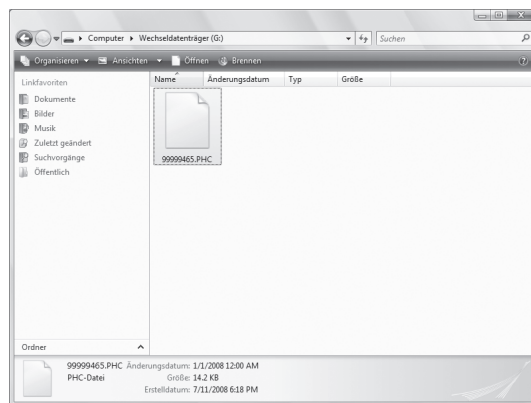 Computer Wechseldatenträger (G:) Suchen
Organisieren Ansichten Öffnen Brennen
Linkfavoriten
Dokumente
Bilder
Musik
Zuletzt geändert
Suchvorgänge
Öffentlich
Name Änderungsdatum Typ Größe
99999465.PHC
Ordner
99999465.PHC Änderungsdatum: 1/1/2008 12:00 AM
PHC-Datei Größe: 14.2 KB
Erstelldatum: 7/11/2008 6:18 PM